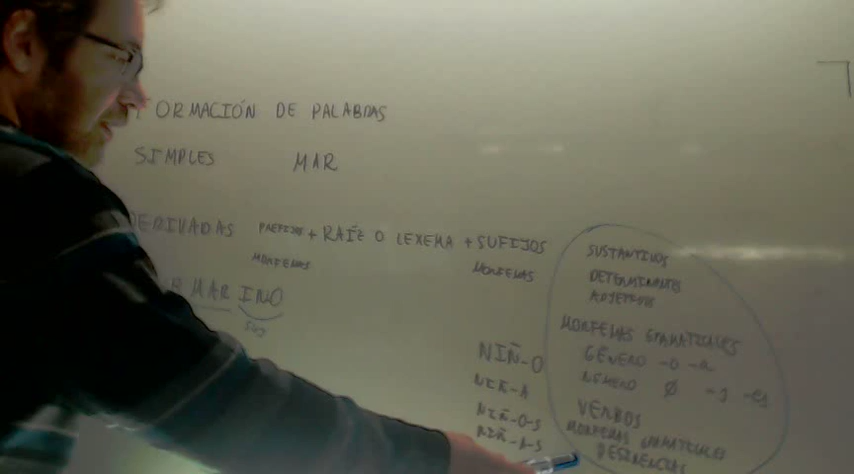 FORMACIÓN DE PALABRAS
SIMPLES MAR
DERIVADAS PREFIJOS + RAÍZ O LEXEMA + SUFIJOS
MORFEMAS MORFEMAS
MARINO
SUF
NIÑ-O
NIÑ-A
NIÑ-O-S
NIÑ-A-S
SUSTANTIVOS
DETERMINANTES
ADJETIVOS
MORFEMAS GRAMATICALES
GÉNERO -O -A
NÚMERO Ø -S -ES
VERBOS
MORFEMAS GRAMATICALES
DESINENCIAS